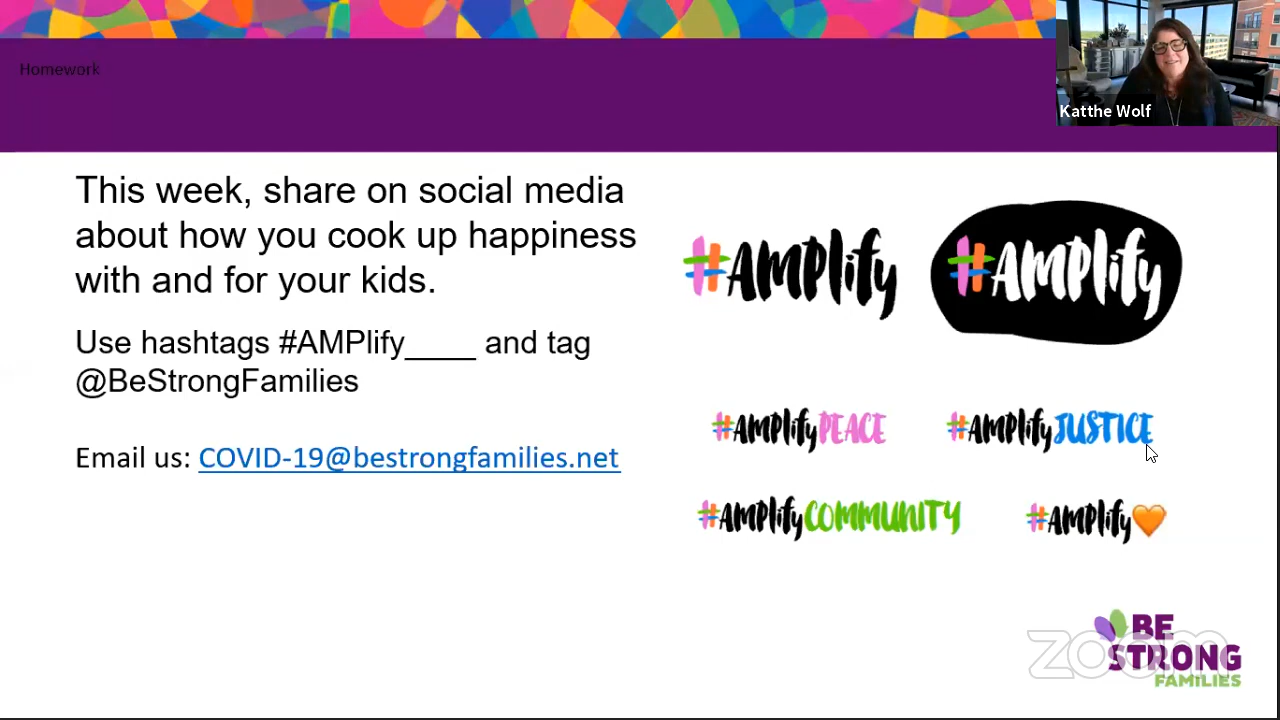 Homework
Katthe Wolf
This week, share on social media
about how you cook up happiness
with and for your kids.
Use hashtags #AMPlify____ and tag
@BeStrongFamilies
Email us: COVID-19@bestrongfamilies.net
#AMPlify
#AMPlify
#AMPlifyPEACE
#AMPlifyJUSTICE
#AMPlifyCOMMUNITY
#AMPlify🧡
zoom
BE
STRONG
FAMILIES